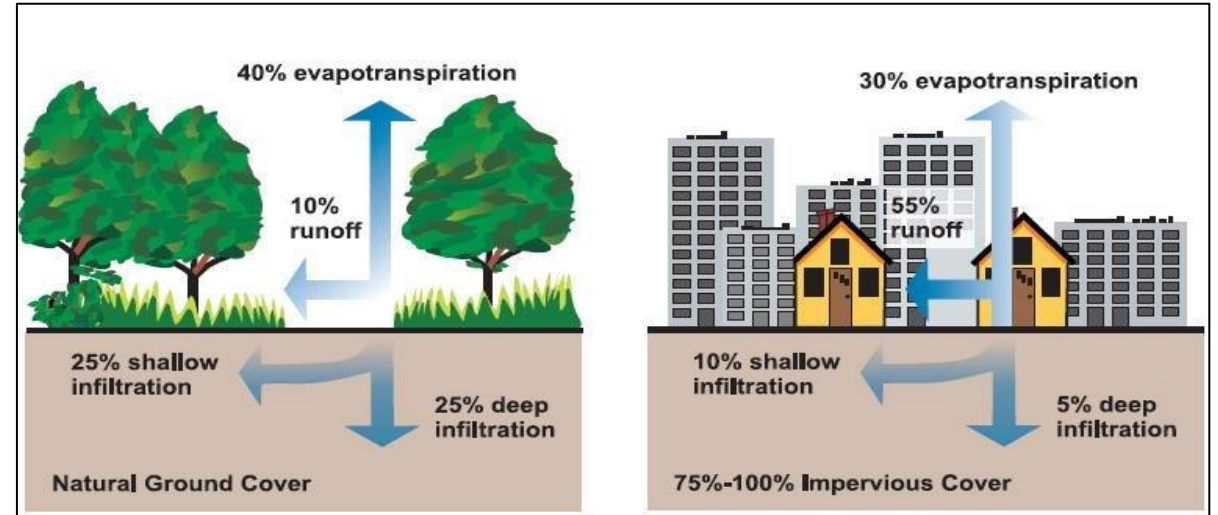 40% evapotranspiration
10%
runoff
25% shallow
infiltration
25% deep
infiltration
Natural Ground Cover
30% evapotranspiration
55%
runoff
10% shallow
infiltration
5% deep
infiltration
75%-100% Impervious Cover